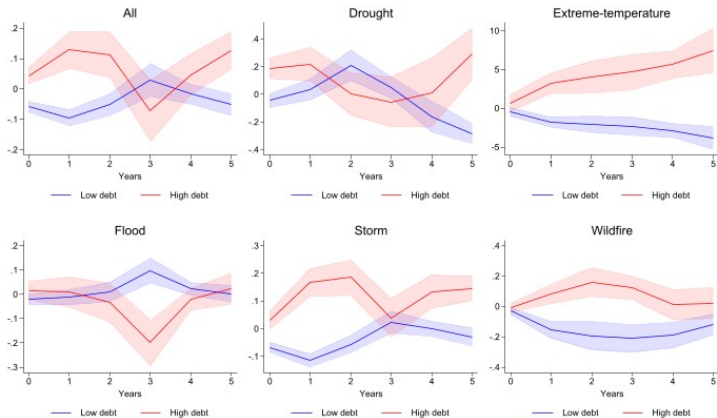 All
.2
.1
0
-.1
-.2
0 1 2 3 4 5
Years
Low debt High debt
Drought
.6
.4
.2
0
-.2
-.4
0 1 2 3 4 5
Years
Low debt High debt
Extreme-temperature
10
5
0
-5
0 1 2 3 4 5
Years
Low debt High debt
Flood
.2
.1
0
-.1
-.2
-.3
0 1 2 3 4 5
Years
Low debt High debt
Storm
.3
.2
.1
0
-.1
0 1 2 3 4 5
Years
Low debt High debt
Wildfire
.4
.2
0
-.2
-.4
0 1 2 3 4 5
Years
Low debt High debt